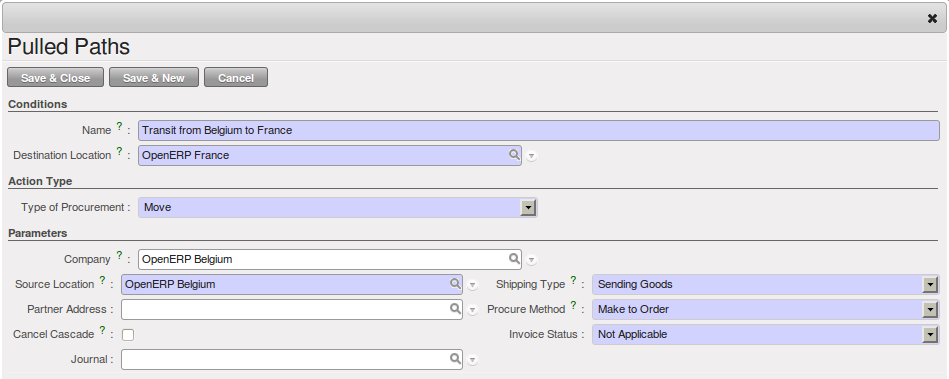 Pulled Paths
Save & Close Save & New Cancel
Conditions
Name ? : Transit from Belgium to France
Destination Location ? : OpenERP France
Action Type
Type of Procurement : Move
Parameters
Company ? : OpenERP Belgium
Source Location ? : OpenERP Belgium Shipping Type ? : Sending Goods
Partner Address : Procure Method ? : Make to Order
Cancel Cascade ? : Invoice Status : Not Applicable
Journal :